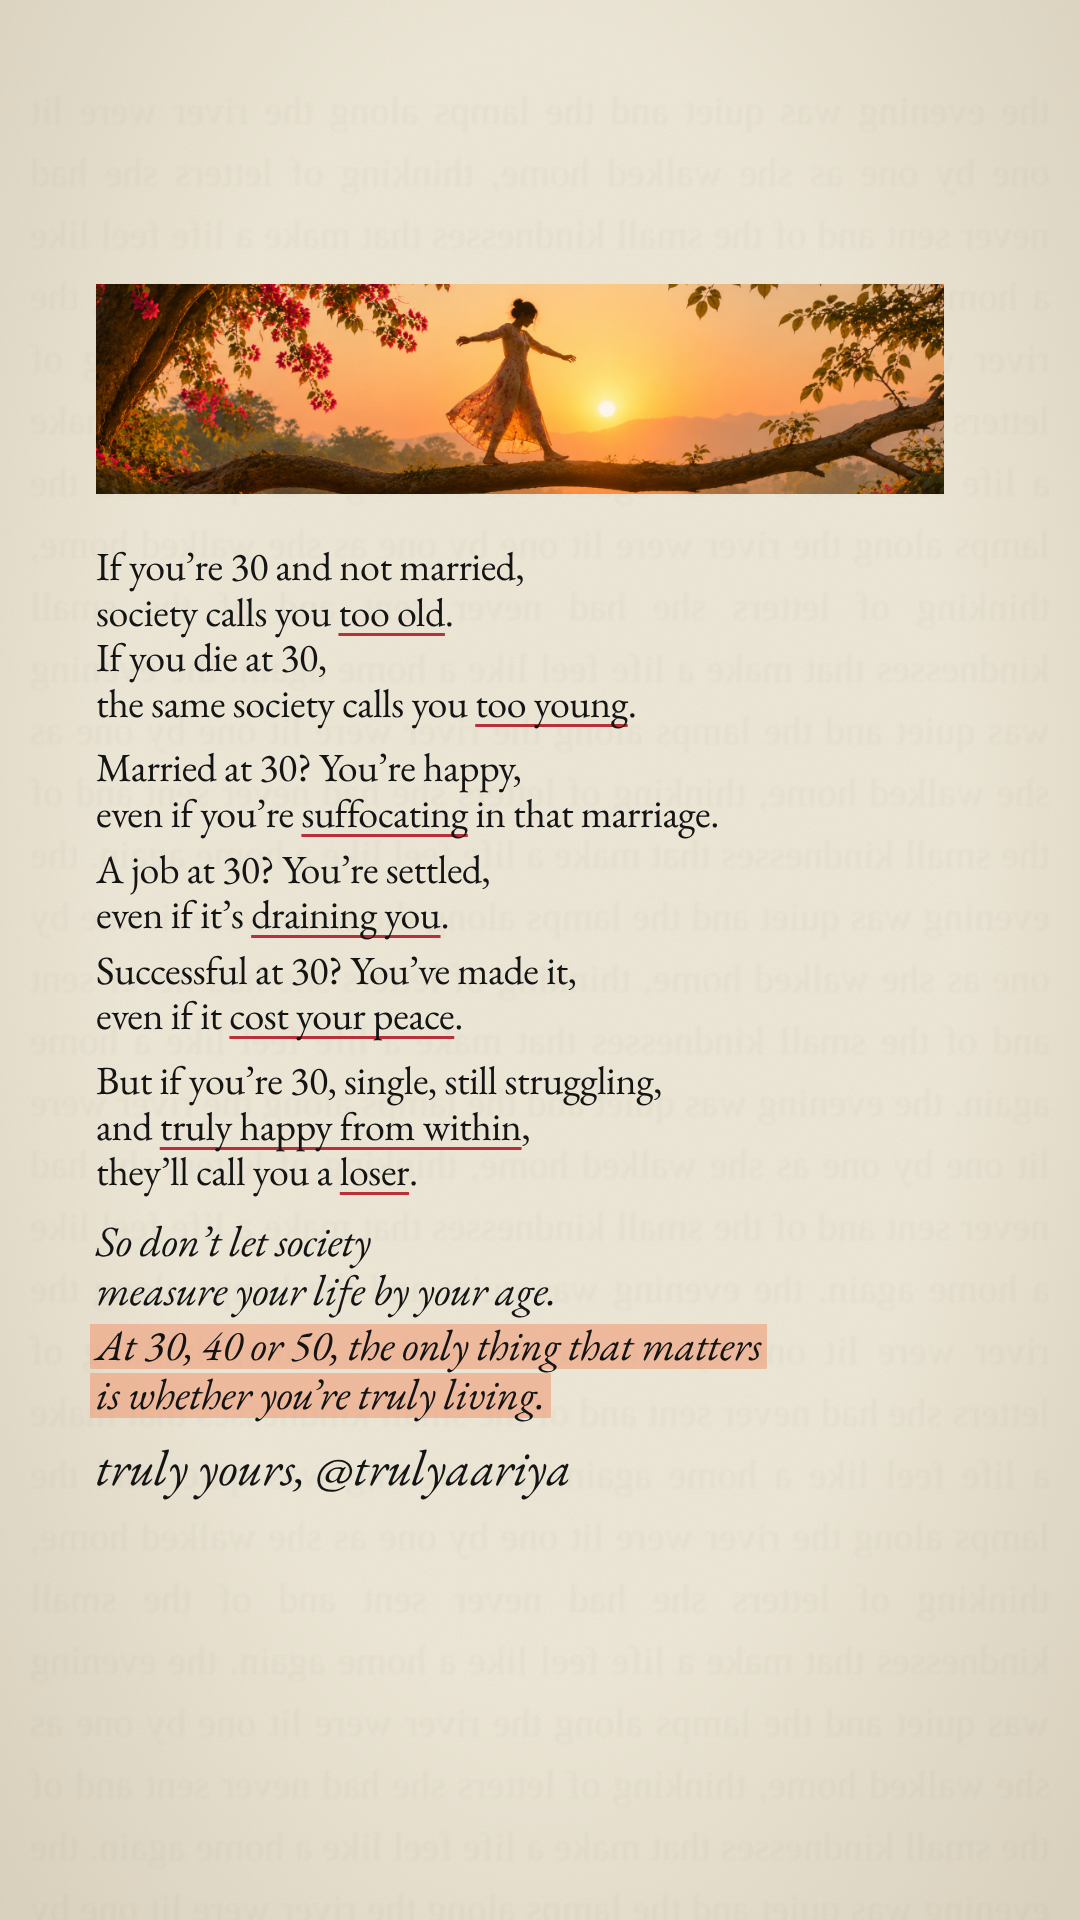 If you’re 30 and not married,
society calls you too old.
If you die at 30,
the same society calls you too young.
Married at 30? You’re happy,
even if you’re suffocating in that marriage.
A job at 30? You’re settled,
even if it’s draining you.
Successful at 30? You’ve made it,
even if it cost your peace.
But if you’re 30, single, still struggling,
and truly happy from within,
they’ll call you a loser.
So don’t let society
measure your life by your age.
At 30, 40 or 50, the only thing that matters
is whether you’re truly living.
truly yours, @trulyaariya